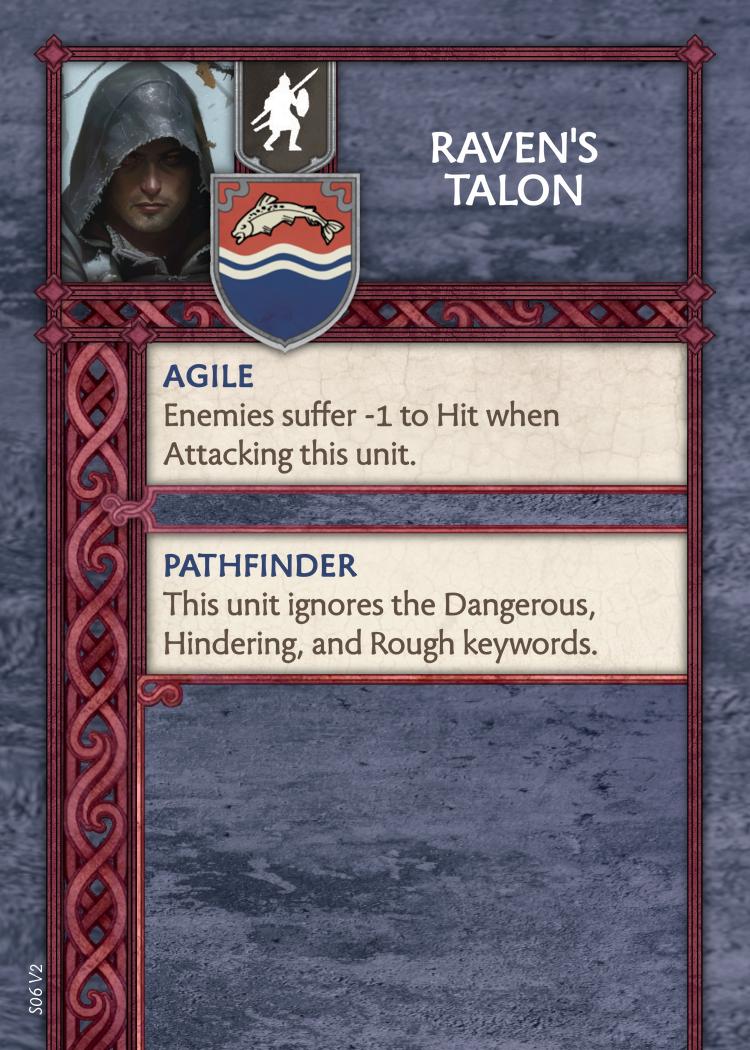 RAVEN'S
TALON
AGILE
Enemies suffer -1 to Hit when
Attacking this unit.
PATHFINDER
This unit ignores the Dangerous,
Hindering, and Rough keywords.
S06 V2